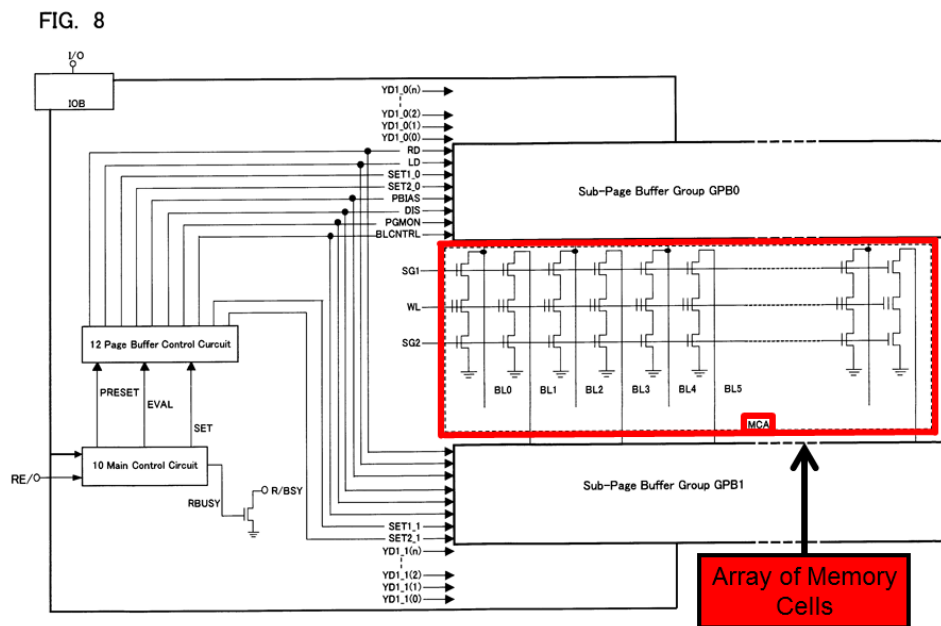 FIG. 8
I/O
IOB
YD1_0(n)
YD1_0(2)
YD1_0(1)
YD1_0(0)
RD
LD
SET1_0
SET2_0
PBIAS
DIS
PGMON
BLCNTRL
Sub-Page Buffer Group GPB0
SG1
WL
SG2
BL0 BL1 BL2 BL3 BL4 BL5
MCA
12 Page Buffer Control Curcuit
PRESET
EVAL
SET
10 Main Control Circuit
RE/
RBUSY
R/BSY
Sub-Page Buffer Group GPB1
SET1_1
SET2_1
YD1_1(n)
YD1_1(2)
YD1_1(1)
YD1_1(0)
Array of Memory
Cells